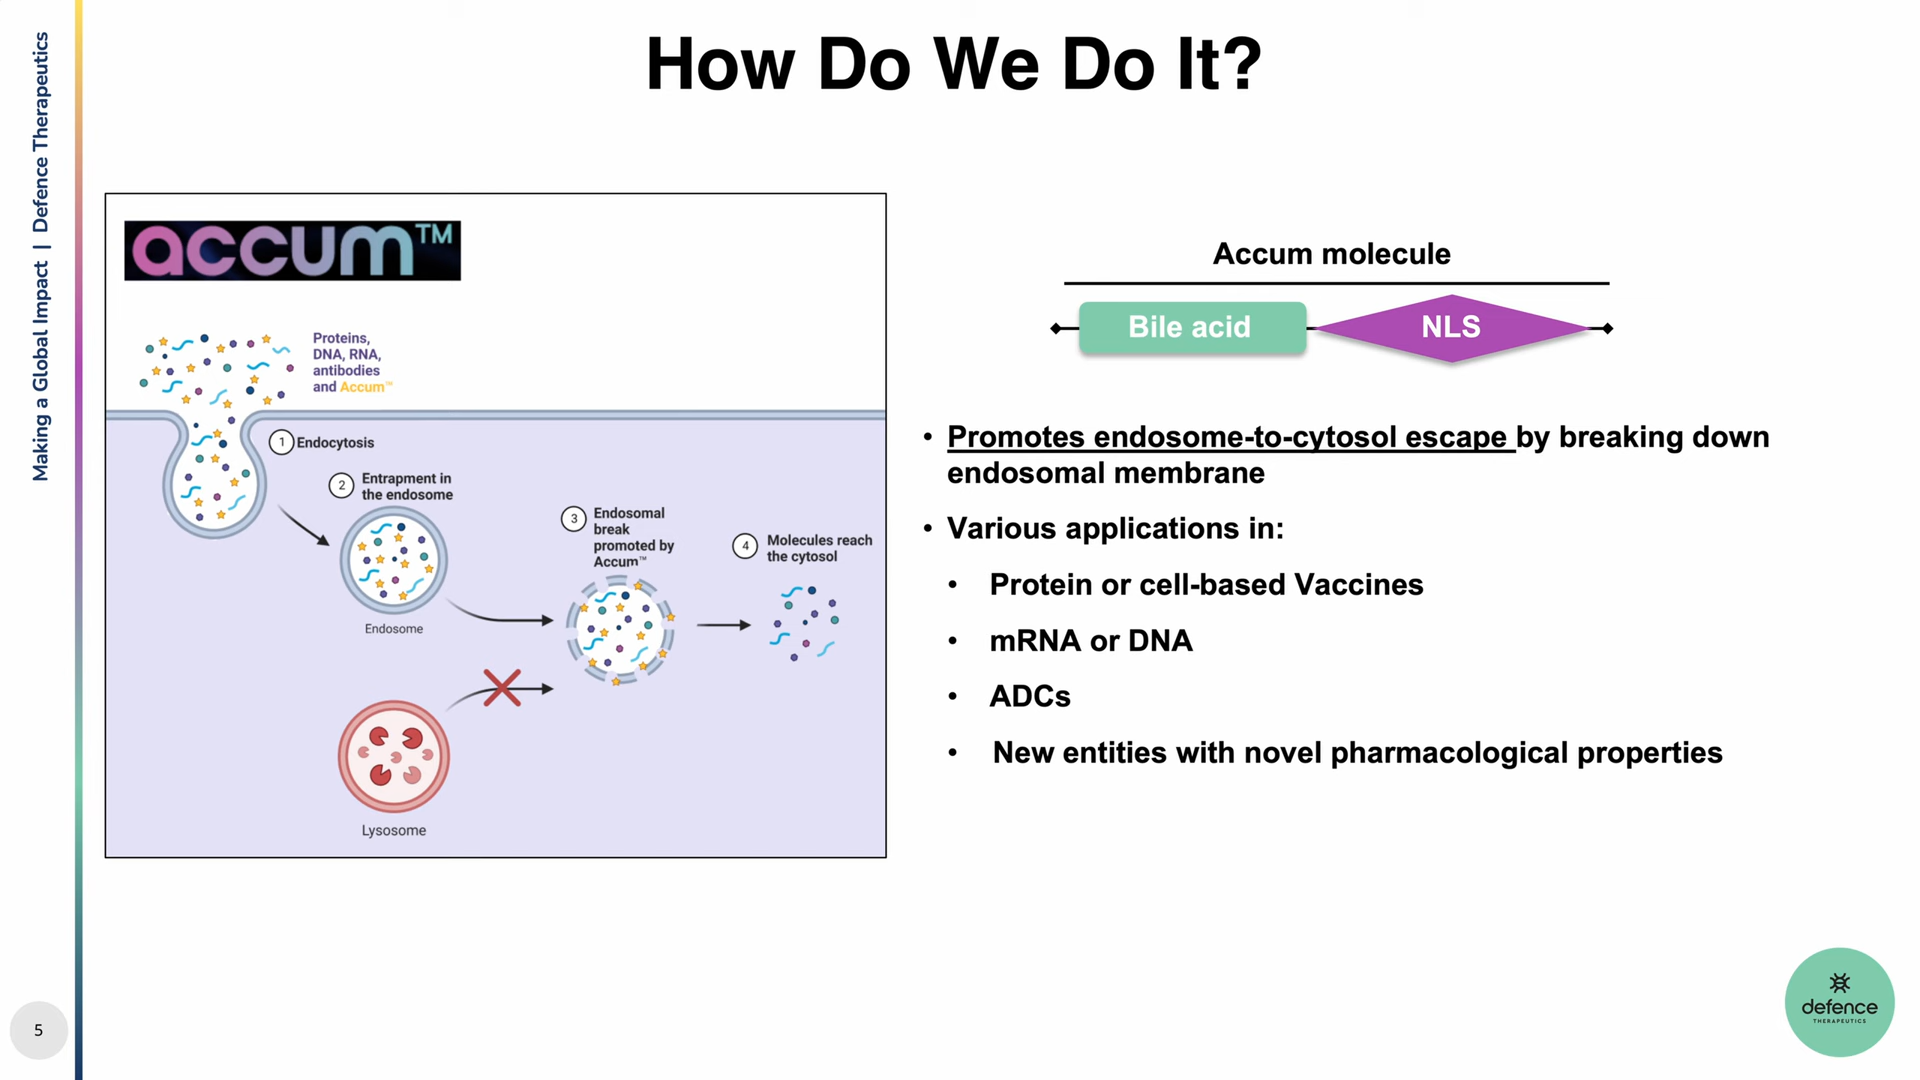 How Do We Do It?
Making a Global Impact | Defence Therapeutics
accum™
Proteins,
DNA, RNA,
antibodies
and Accum™
1 Endocytosis
2 Entrapment in
the endosome
Endosome
3 Endosomal
break
promoted by
Accum™
4 Molecules reach
the cytosol
Lysosome
Accum molecule
Bile acid NLS
• Promotes endosome-to-cytosol escape by breaking down
endosomal membrane
• Various applications in:
• Protein or cell-based Vaccines
• mRNA or DNA
• ADCs
• New entities with novel pharmacological properties
5
defence
THERAPEUTICS